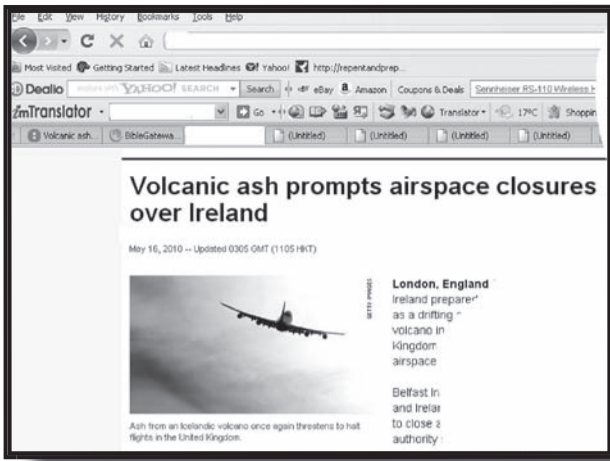 File Edit View History Bookmarks Tools Help
Most Visited Getting Started Latest Headlines Yahoo! http://repentandprep...
Dealio YAHOO! SEARCH Search eBay Amazon Coupons & Deals Sennheiser RS-110 Wireless H
imTranslator Go Translator 17°C Shoppin
Volcanic ash... BibleGatewa... (Untitled) (Untitled) (Untitled) (Untitled)
Volcanic ash prompts airspace closures
over Ireland
May 16, 2010 -- Updated 0305 GMT (1105 HKT)
GETTY IMAGES
Ash from an Icelandic volcano once again threatens to halt
flights in the United Kingdom.
London, England
Ireland prepared
as a drifting
volcano in
Kingdom
airspace
Belfast In
and Irelan
to close a
authority